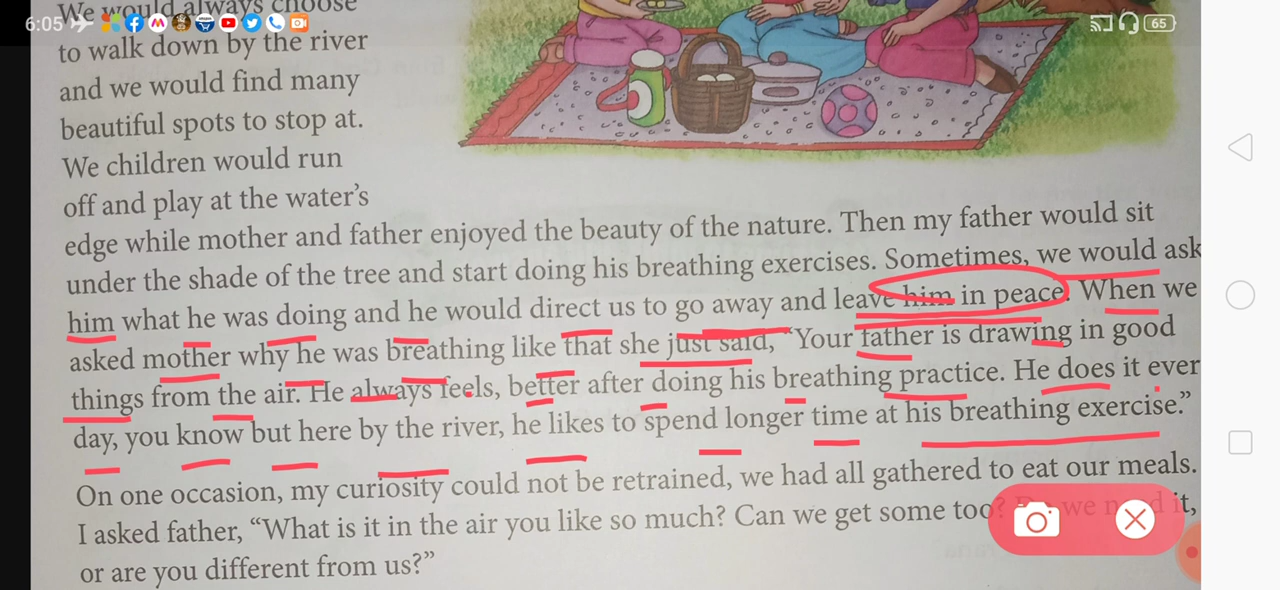 6:05
65
We would always choose
to walk down by the river
and we would find many
beautiful spots to stop at.
We children would run
off and play at the water's
edge while mother and father enjoyed the beauty of the nature. Then my father would sit
under the shade of the tree and start doing his breathing exercises. Sometimes, we would ask
him what he was doing and he would direct us to go away and leave him in peace. When we
asked mother why he was breathing like that she just said, “Your father is drawing in good
things from the air. He always feels, better after doing his breathing practice. He does it ever
day, you know but here by the river, he likes to spend longer time at his breathing exercise.”
On one occasion, my curiosity could not be retrained, we had all gathered to eat our meals.
I asked father, “What is it in the air you like so much? Can we get some too? we it,
or are you different from us?”